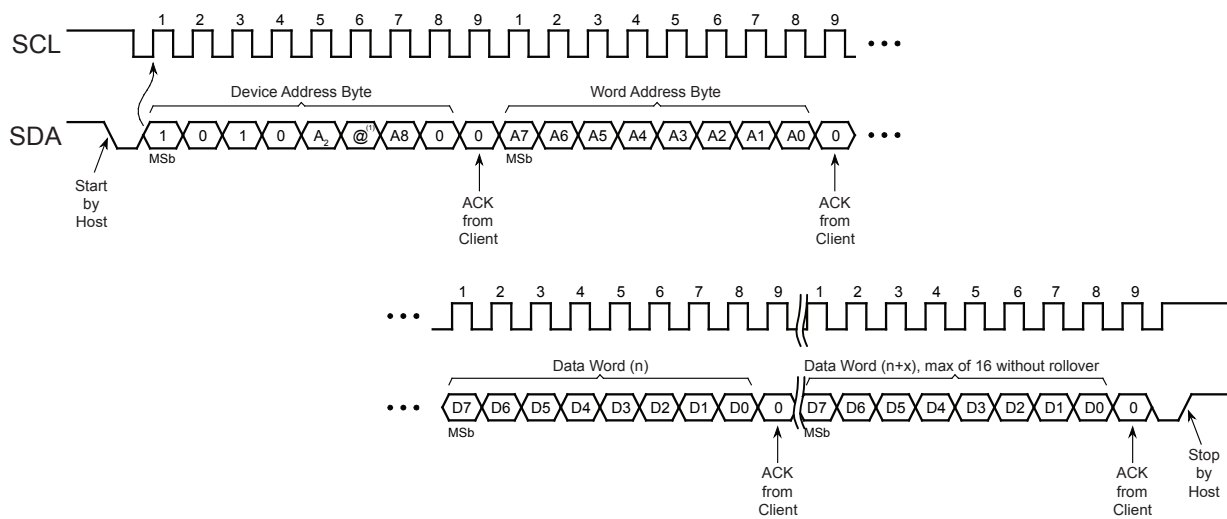 SCL
1 2 3 4 5 6 7 8 9 1 2 3 4 5 6 7 8 9
Device Address Byte
Word Address Byte
SDA
1 0 1 0 A2 @(1) A8 0 0 A7 A6 A5 A4 A3 A2 A1 A0 0
MSb
MSb
Start
by
Host
ACK
from
Client
ACK
from
Client
1 2 3 4 5 6 7 8 9 1 2 3 4 5 6 7 8 9
Data Word (n)
Data Word (n+x), max of 16 without rollover
D7 D6 D5 D4 D3 D2 D1 D0 0 D7 D6 D5 D4 D3 D2 D1 D0 0
MSb
MSb
ACK
from
Client
ACK
from
Client
Stop
by
Host